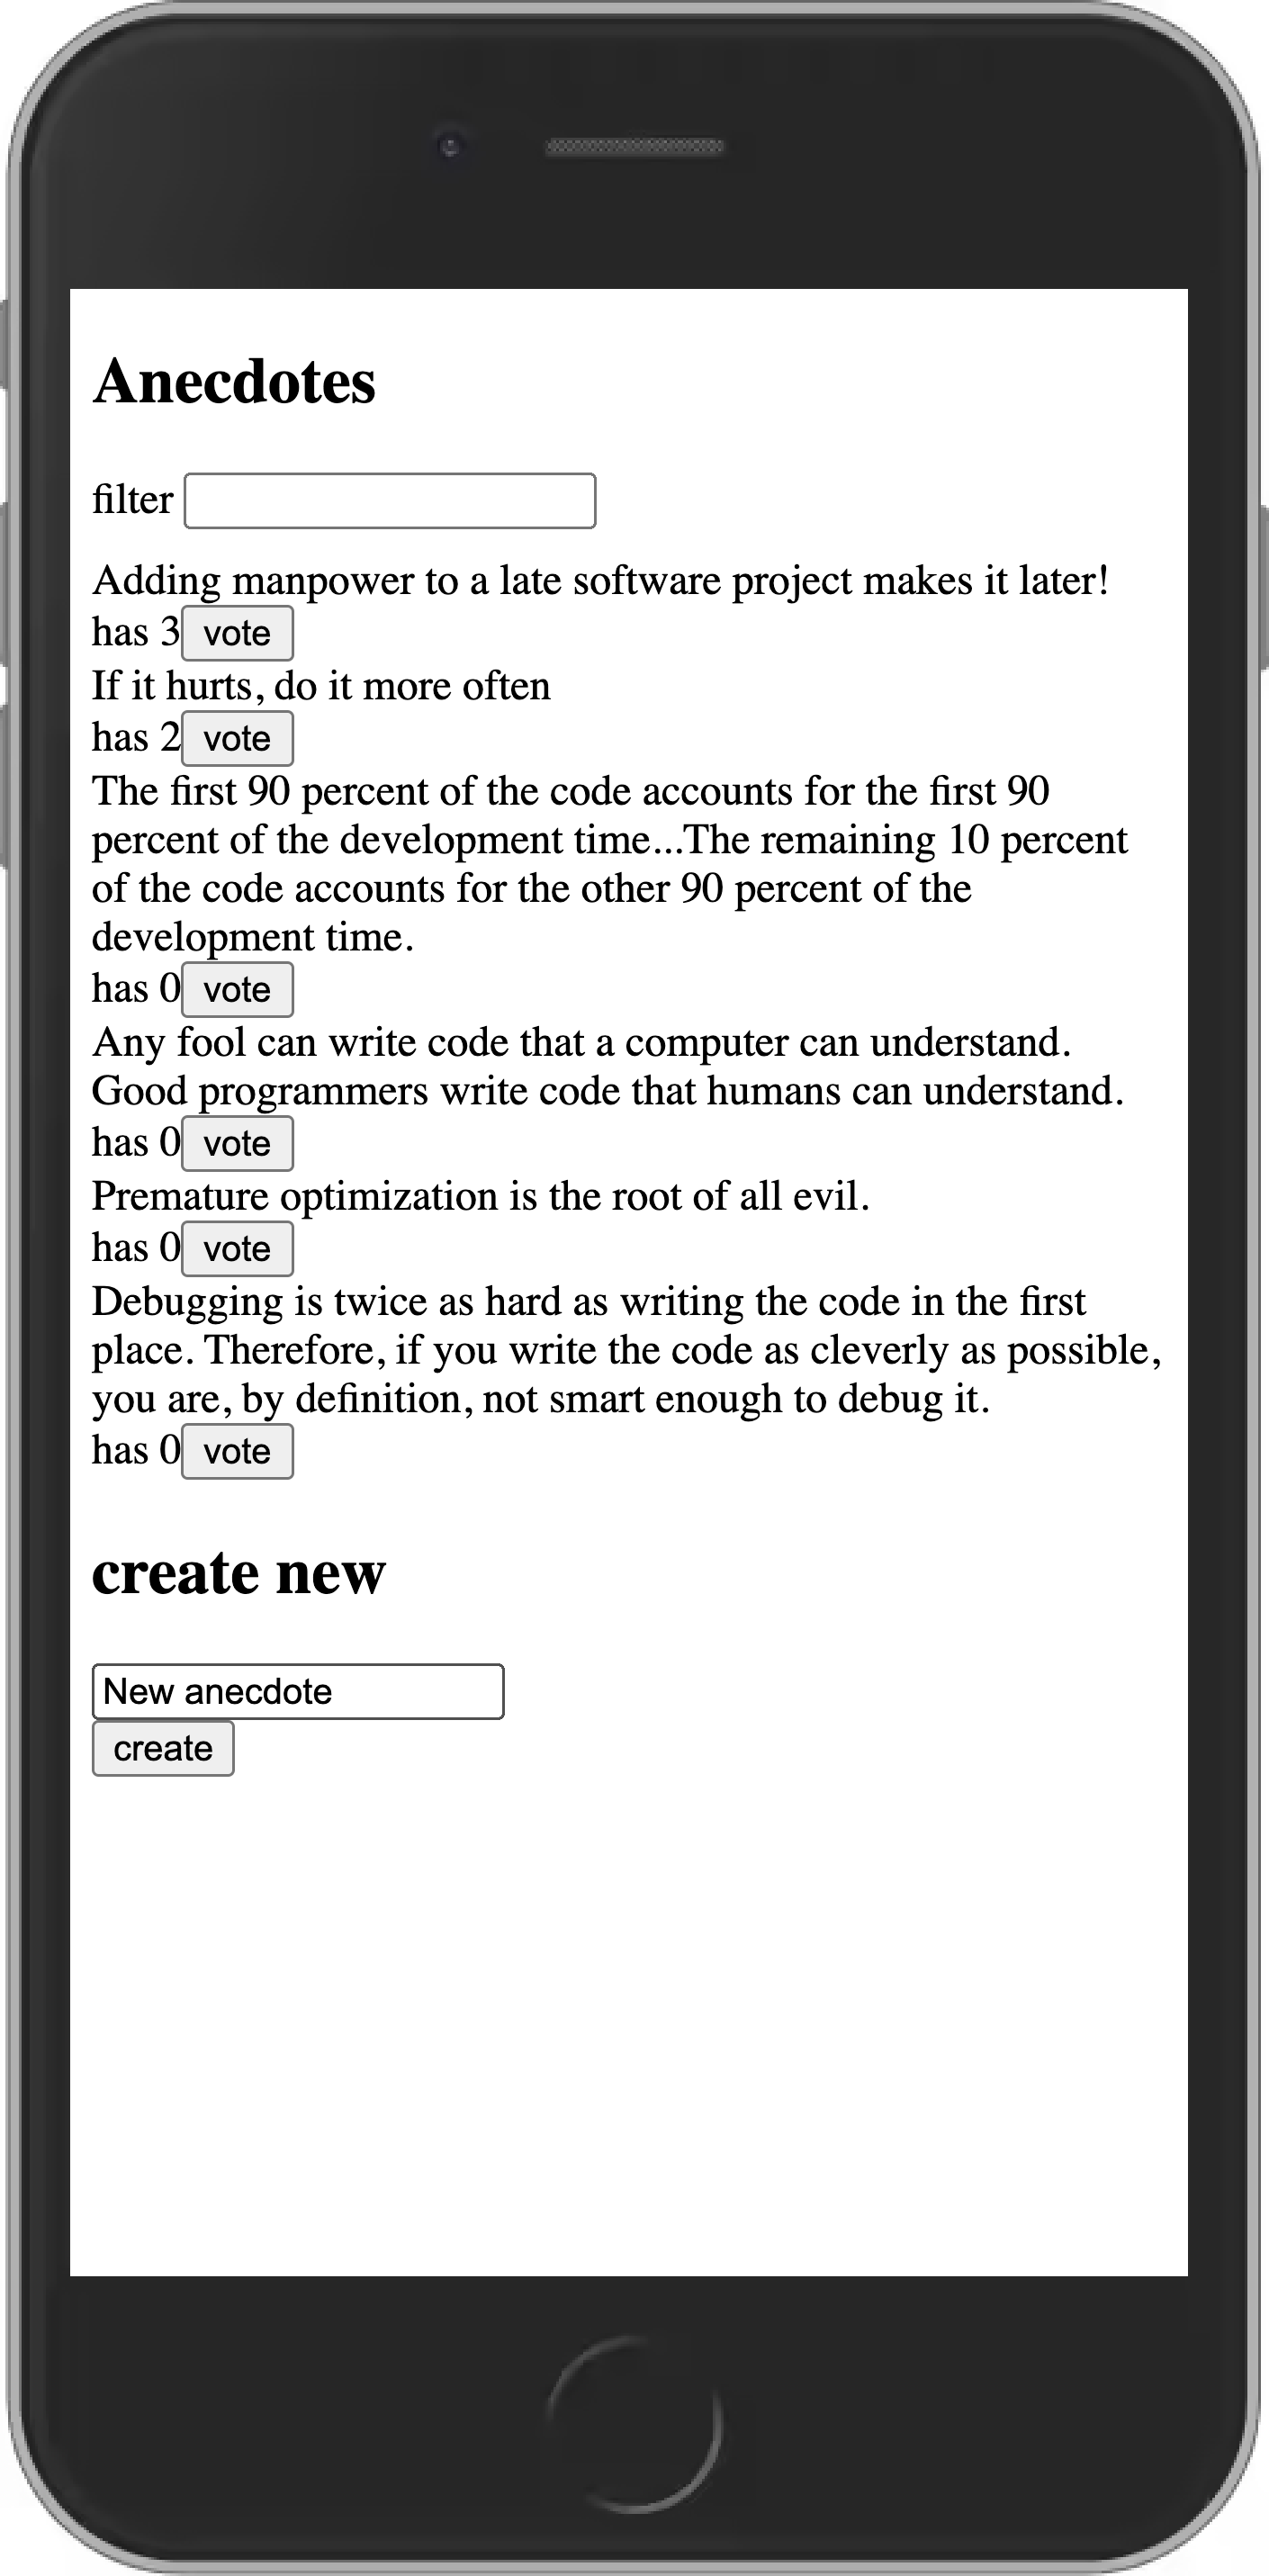 Anecdotes
filter
Adding manpower to a late software project makes it later!
has 3 vote
If it hurts, do it more often
has 2 vote
The first 90 percent of the code accounts for the first 90
percent of the development time...The remaining 10 percent
of the code accounts for the other 90 percent of the
development time.
has 0 vote
Any fool can write code that a computer can understand.
Good programmers write code that humans can understand.
has 0 vote
Premature optimization is the root of all evil.
has 0 vote
Debugging is twice as hard as writing the code in the first
place. Therefore, if you write the code as cleverly as possible,
you are, by definition, not smart enough to debug it.
has 0 vote
create new
New anecdote
create